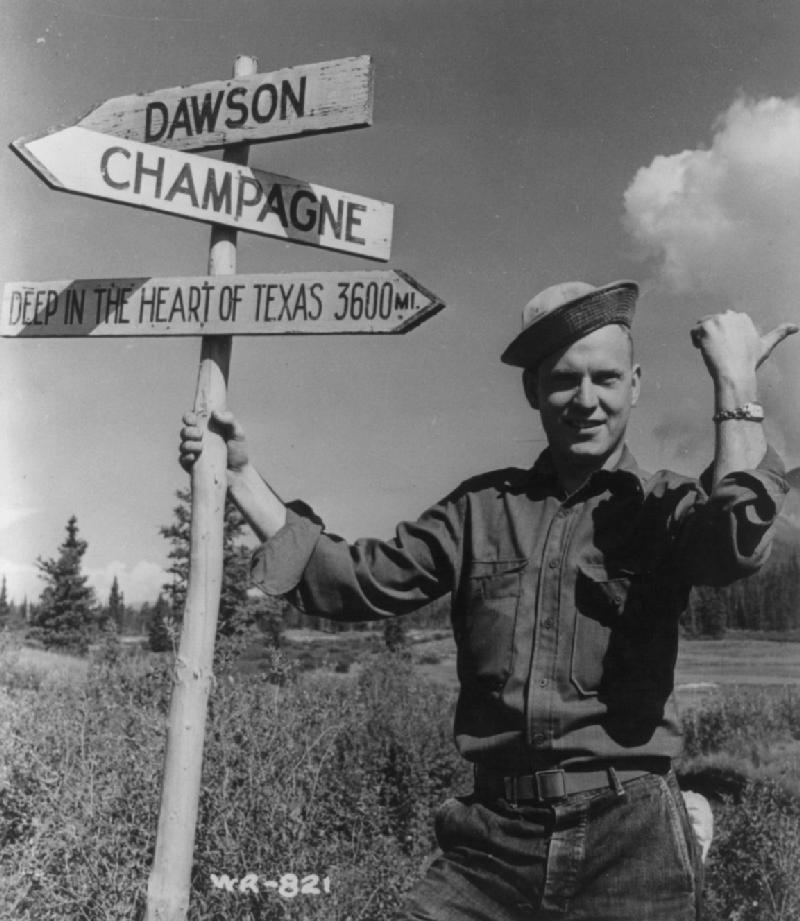 DAWSON
CHAMPAGNE
DEEP IN THE HEART OF TEXAS 3600 MI.
WR-821